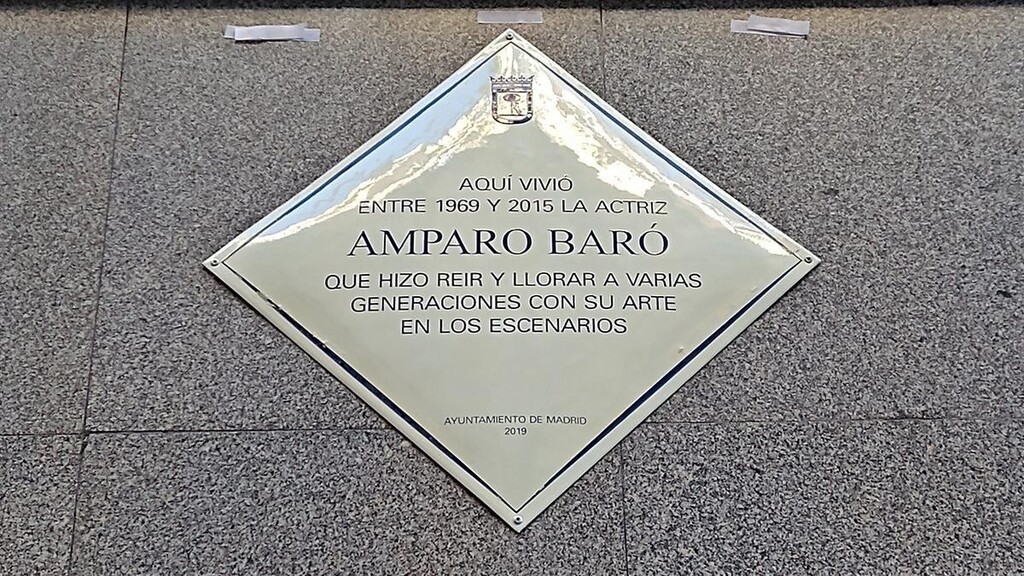 AQUÍ VIVIÓ
ENTRE 1969 Y 2015 LA ACTRIZ
AMPARO BARÓ
QUE HIZO REIR Y LLORAR A VARIAS
GENERACIONES CON SU ARTE
EN LOS ESCENARIOS
AYUNTAMIENTO DE MADRID
2019